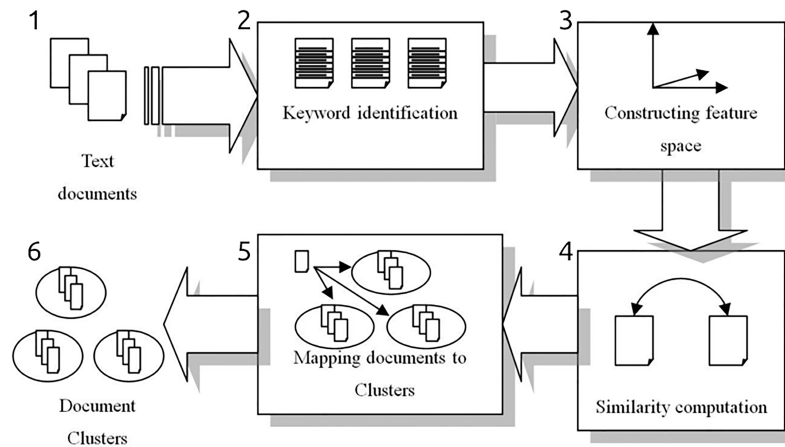 1
2
3
Text
documents
Keyword identification
Constructing feature
space
6
5
4
Document
Clusters
Mapping documents to
Clusters
Similarity computation